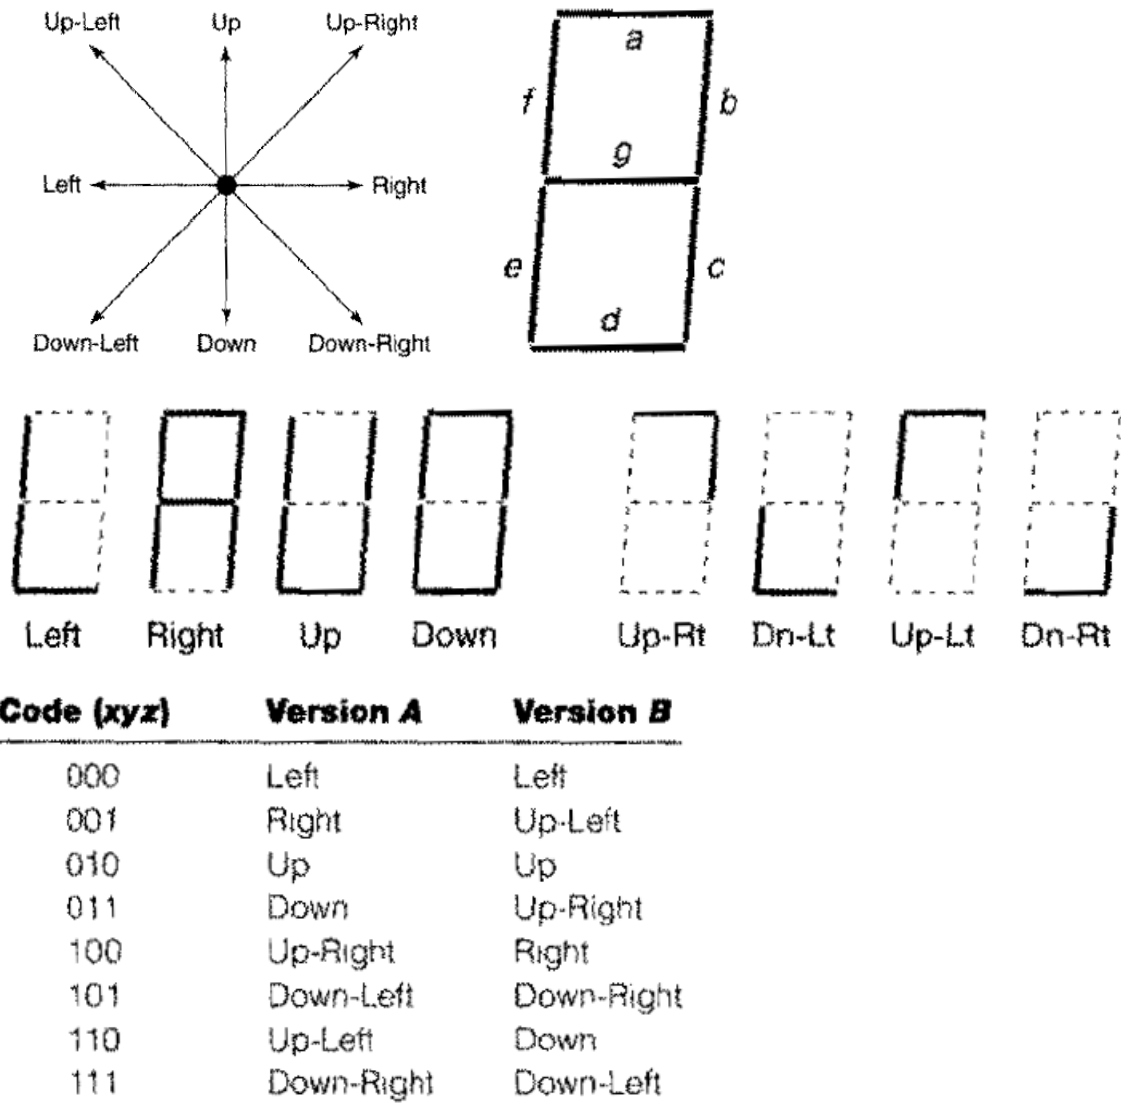 Up-Left Up Up-Right
a
f b
g
Left Right
e c
d
Down-Left Down Down-Right
Left Right Up Down Up-Rt Dn-Lt Up-Lt Dn-Rt
Code (xyz) Version A Version B
000 Left Left
001 Right Up-Left
010 Up Up
011 Down Up-Right
100 Up-Right Right
101 Down-Left Down-Right
110 Up-Left Down
111 Down-Right Down-Left